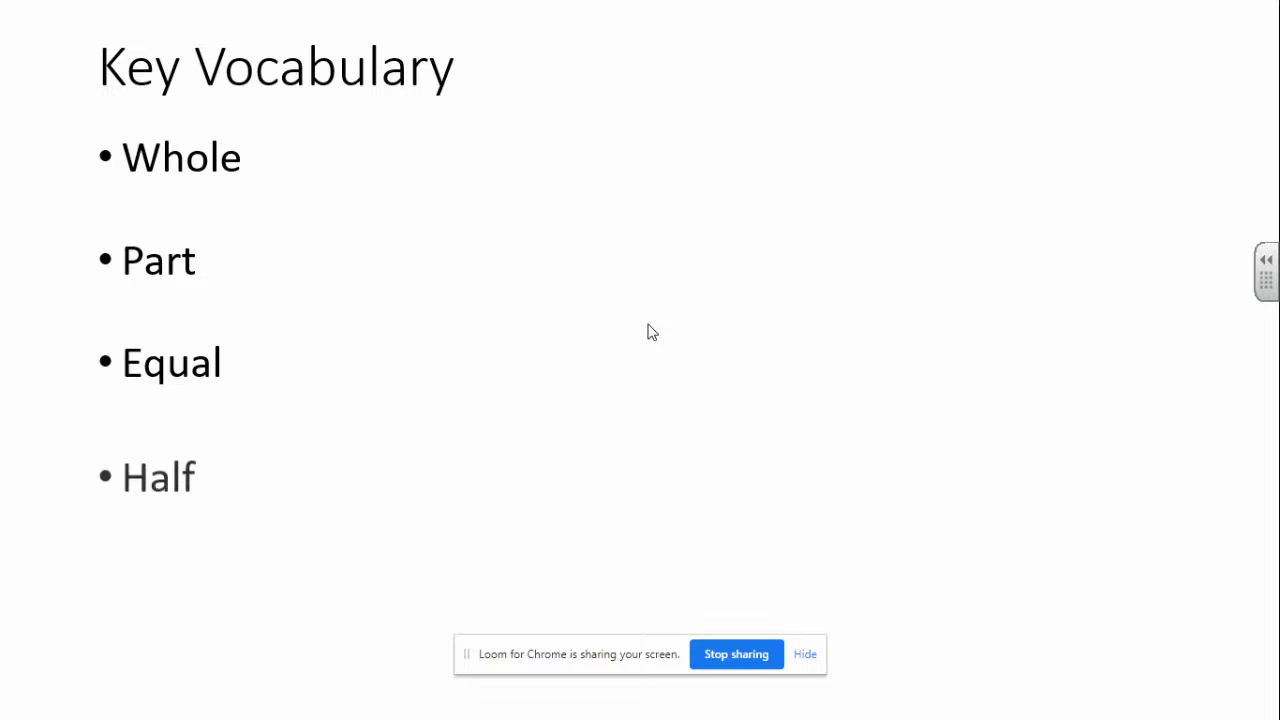 Key Vocabulary
• Whole
• Part
• Equal
• Half
Loom for Chrome is sharing your screen. Stop sharing Hide